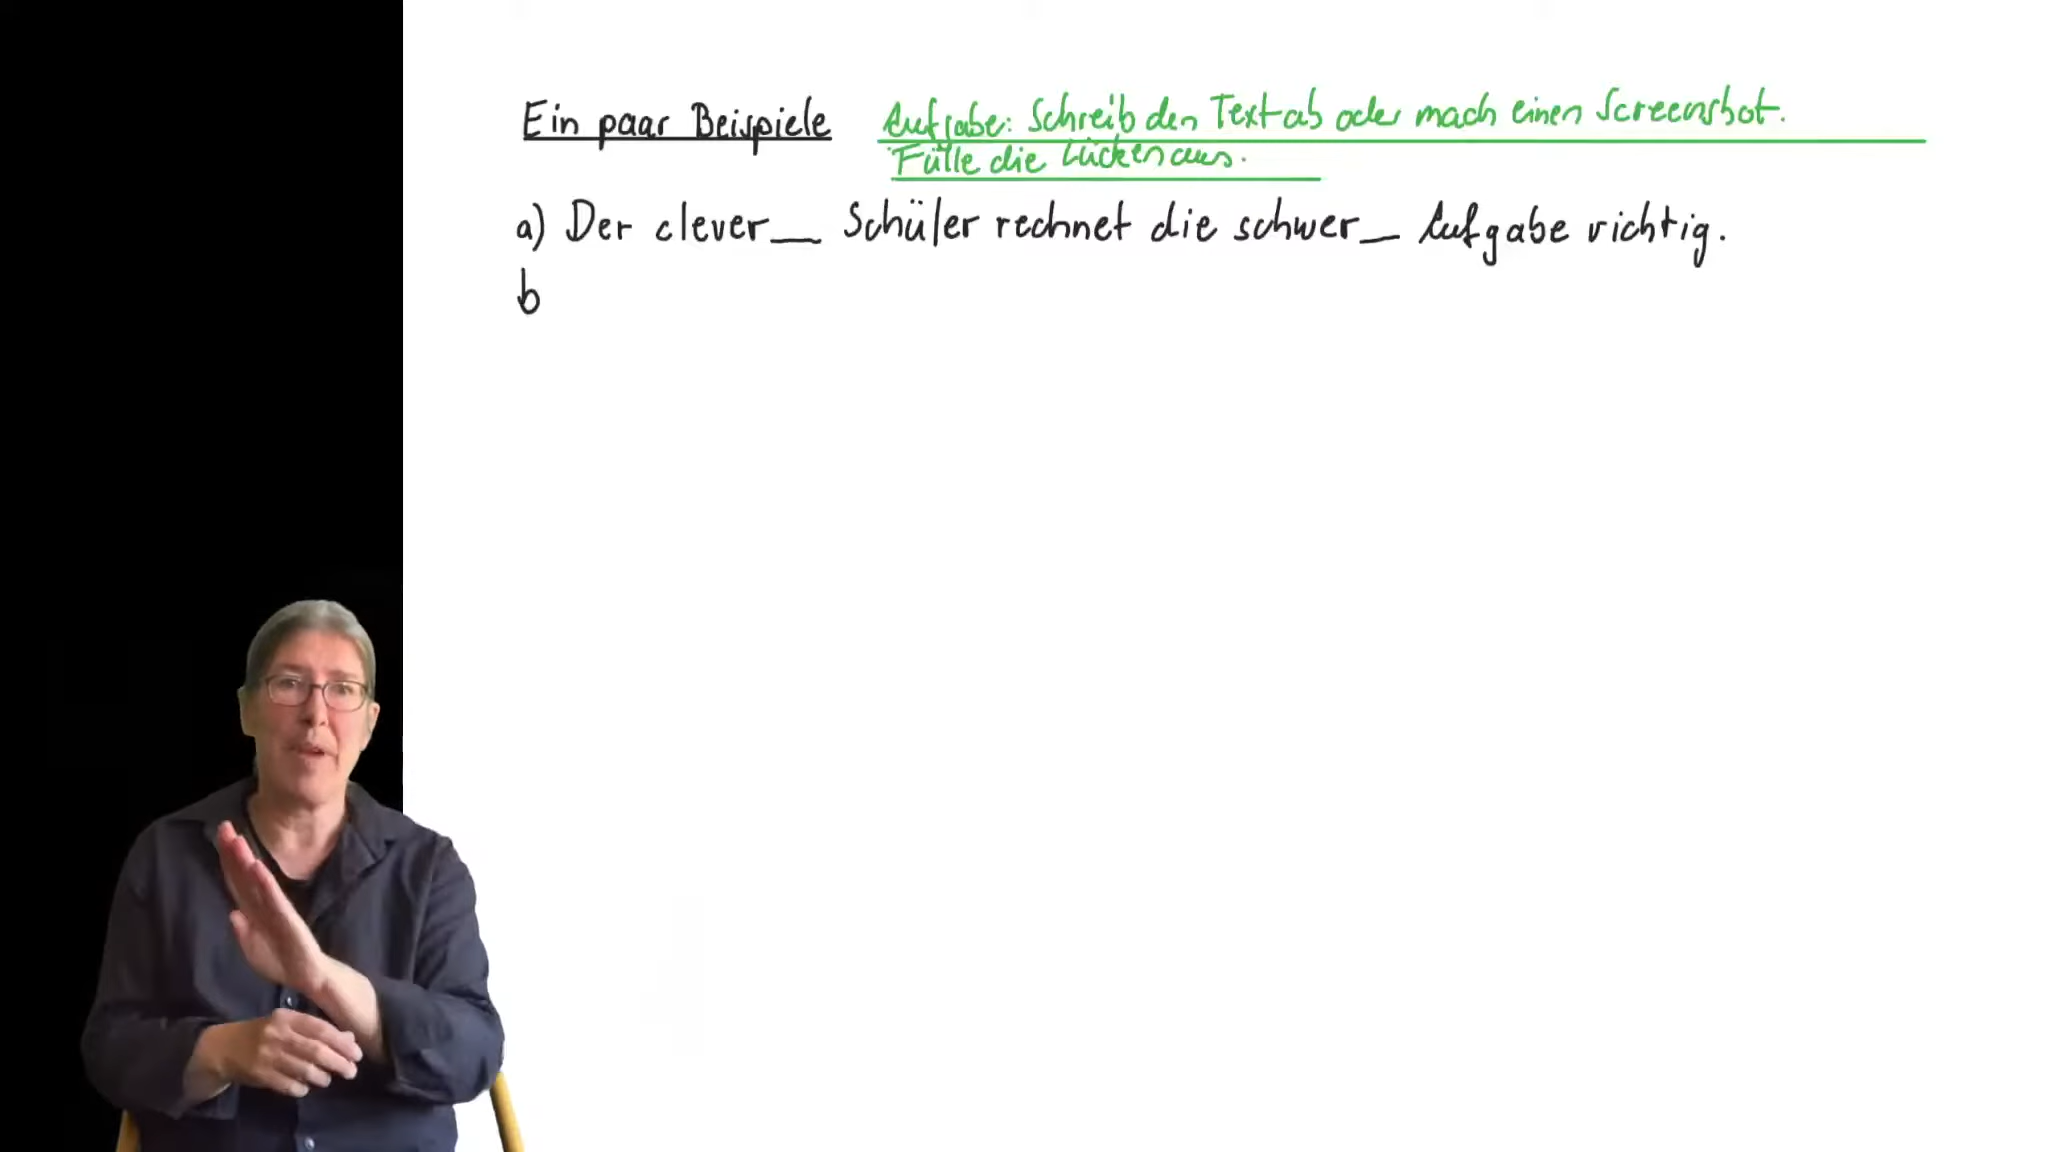 Ein paar Beispiele
Aufgabe: Schreib den Text ab oder mach einen Screenshot.
Fülle die Lücken aus.
a) Der clever__ Schüler rechnet die schwer_ Aufgabe richtig.
b